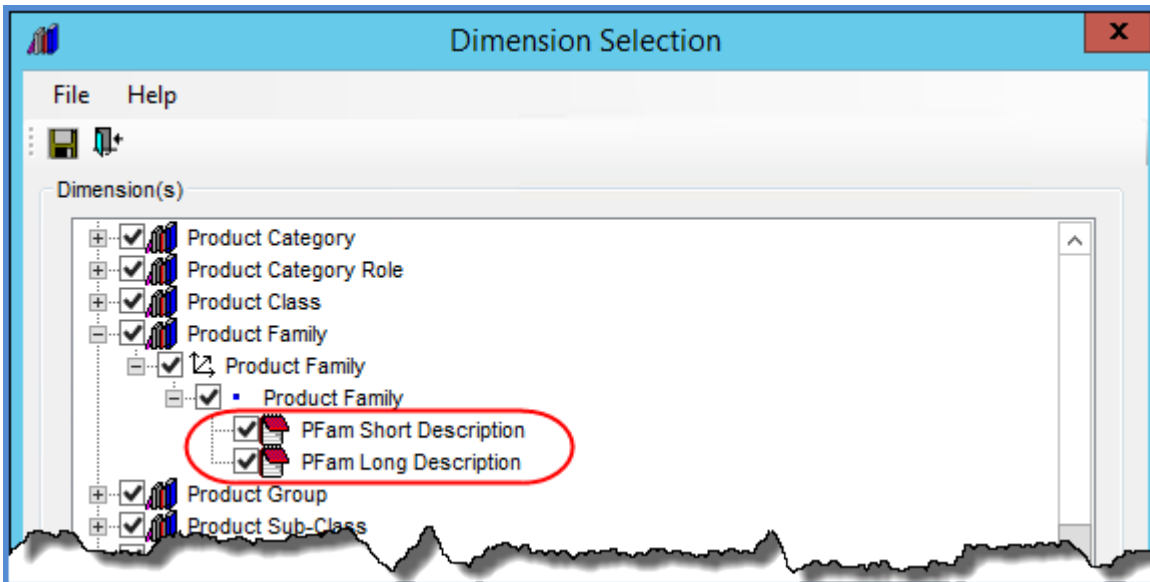 Dimension Selection
x
File Help
Dimension(s)
Product Category
Product Category Role
Product Class
Product Family
Product Family
Product Family
PFam Short Description
PFam Long Description
Product Group
Product Sub-Class